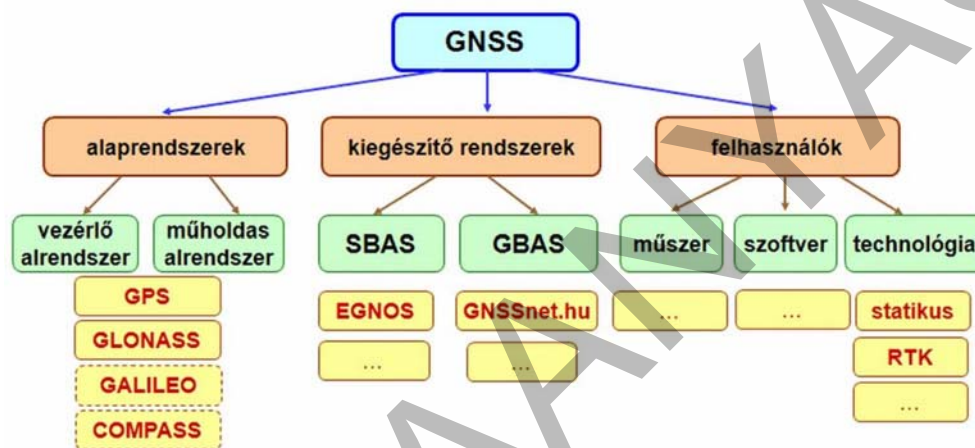 GNSS
alaprendszerek
kiegészítő rendszerek
felhasználók
vezérlő
alrendszer
műholdas
alrendszer
SBAS
GBAS
műszer
szoftver
technológia
GPS
GLONASS
GALILEO
COMPASS
EGNOS
...
GNSSnet.hu
...
...
...
statikus
RTK
...